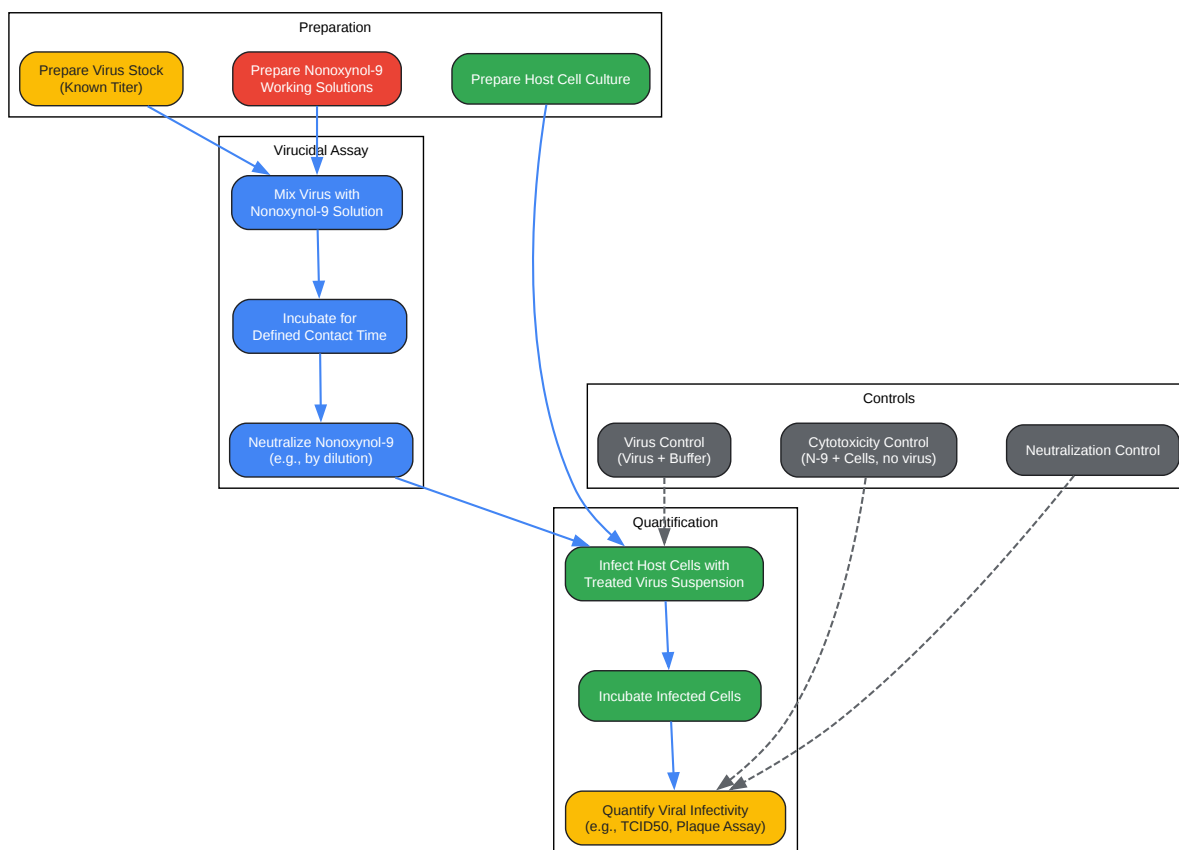 Preparation
Prepare Virus Stock
(Known Titer)
Prepare Nonoxynol-9
Working Solutions
Prepare Host Cell Culture
Virucidal Assay
Mix Virus with
Nonoxynol-9 Solution
Incubate for
Defined Contact Time
Neutralize Nonoxynol-9
(e.g., by dilution)
Controls
Virus Control
(Virus + Buffer)
Cytotoxicity Control
(N-9 + Cells, no virus)
Neutralization Control
Quantification
Infect Host Cells with
Treated Virus Suspension
Incubate Infected Cells
Quantify Viral Infectivity
(e.g., TCID50, Plaque Assay)